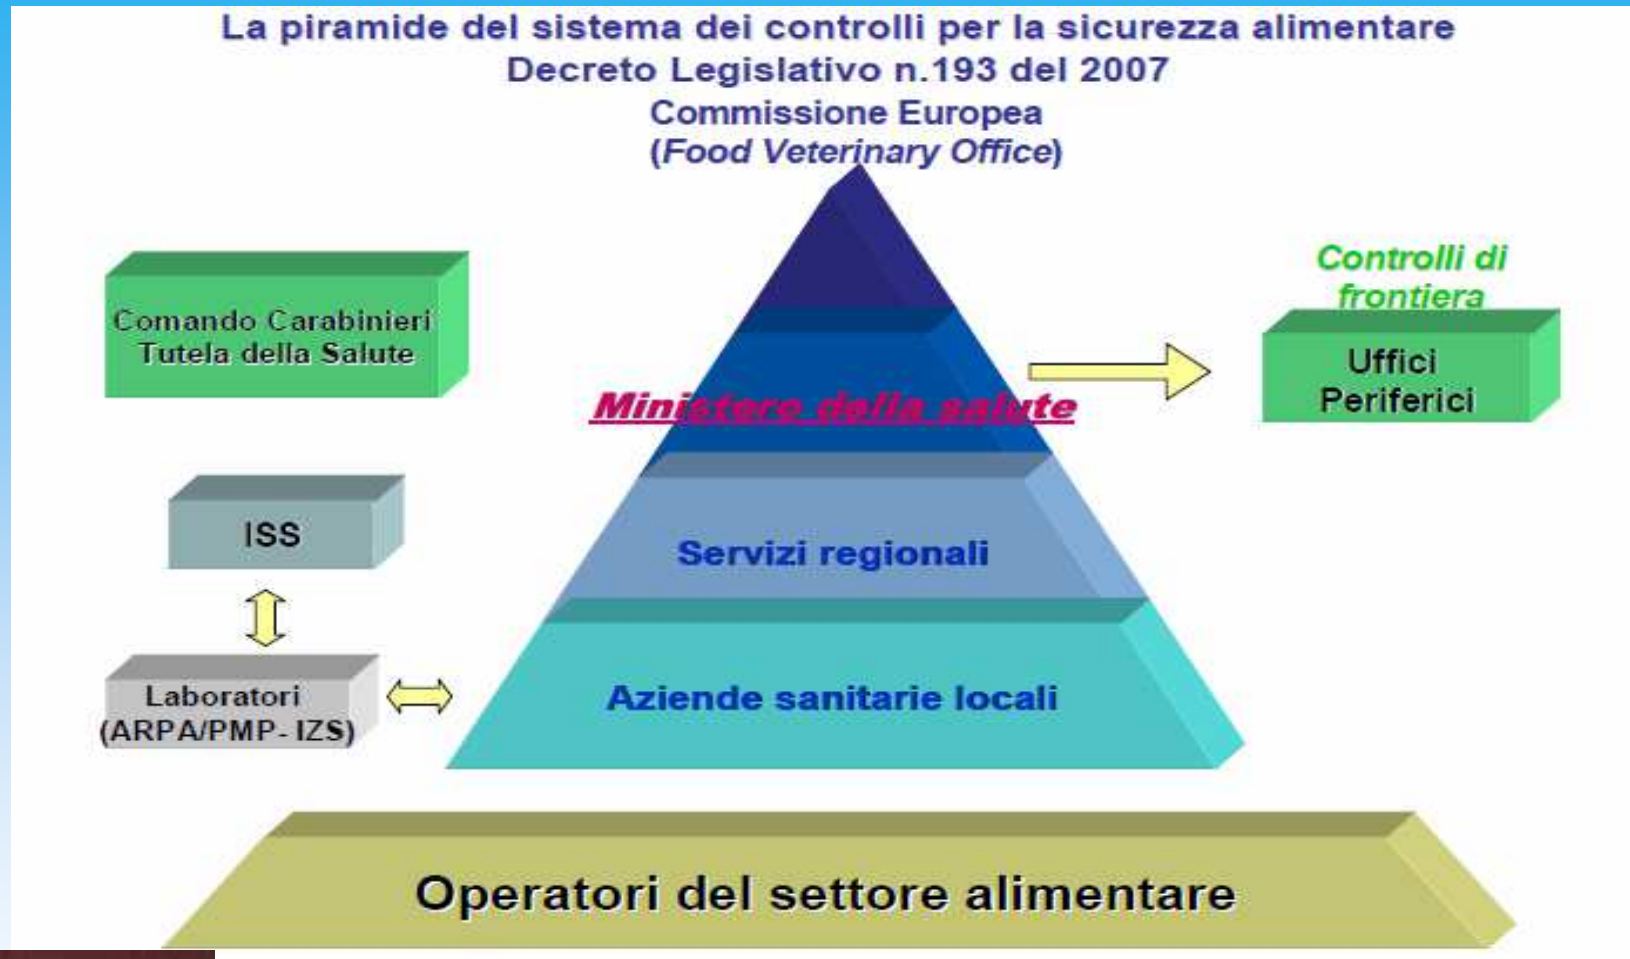 La piramide del sistema dei controlli per la sicurezza alimentare
Decreto Legislativo n.193 del 2007
Commissione Europea
(Food Veterinary Office)
Controlli di
frontiera
Comando Carabinieri
Tutela della Salute
Uffici
Periferici
Ministero della salute
ISS
Servizi regionali
Laboratori
(ARPA/PMP- IZS)
Aziende sanitarie locali
Operatori del settore alimentare